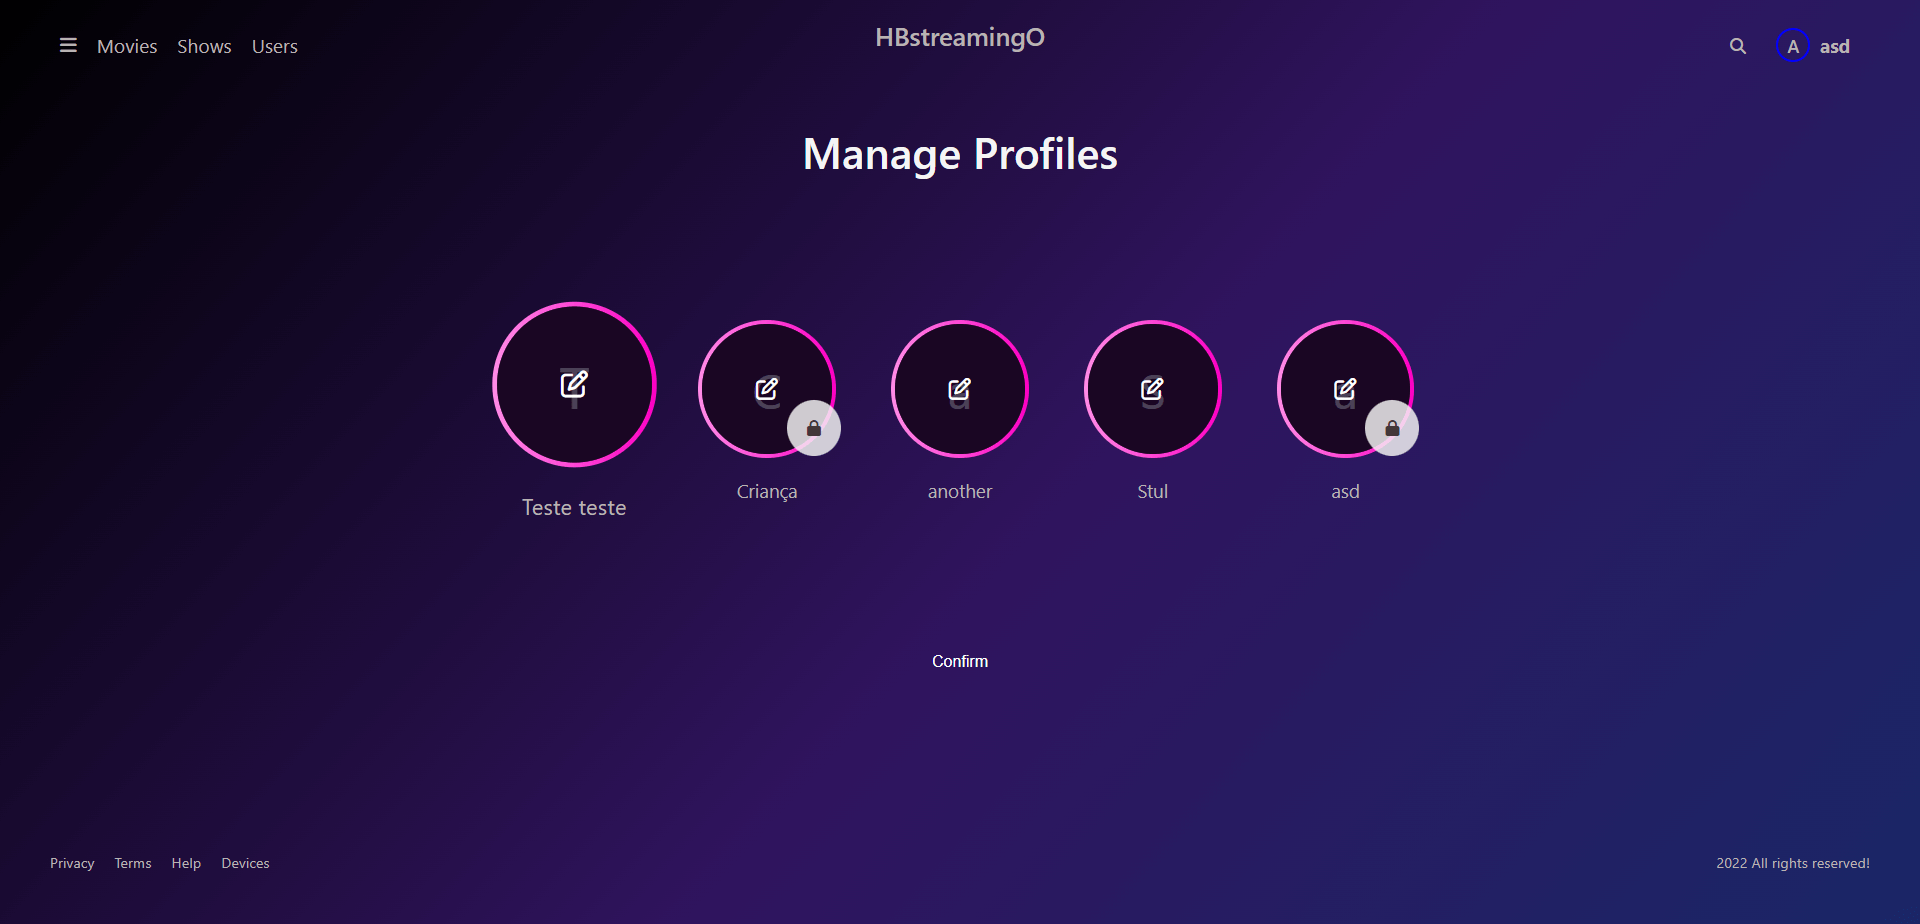 Movies Shows Users
HBstreamingO
A asd
Manage Profiles
T C a S a
Teste teste
Criança
another
Stul
asd
Confirm
Privacy Terms Help Devices
2022 All rights reserved!